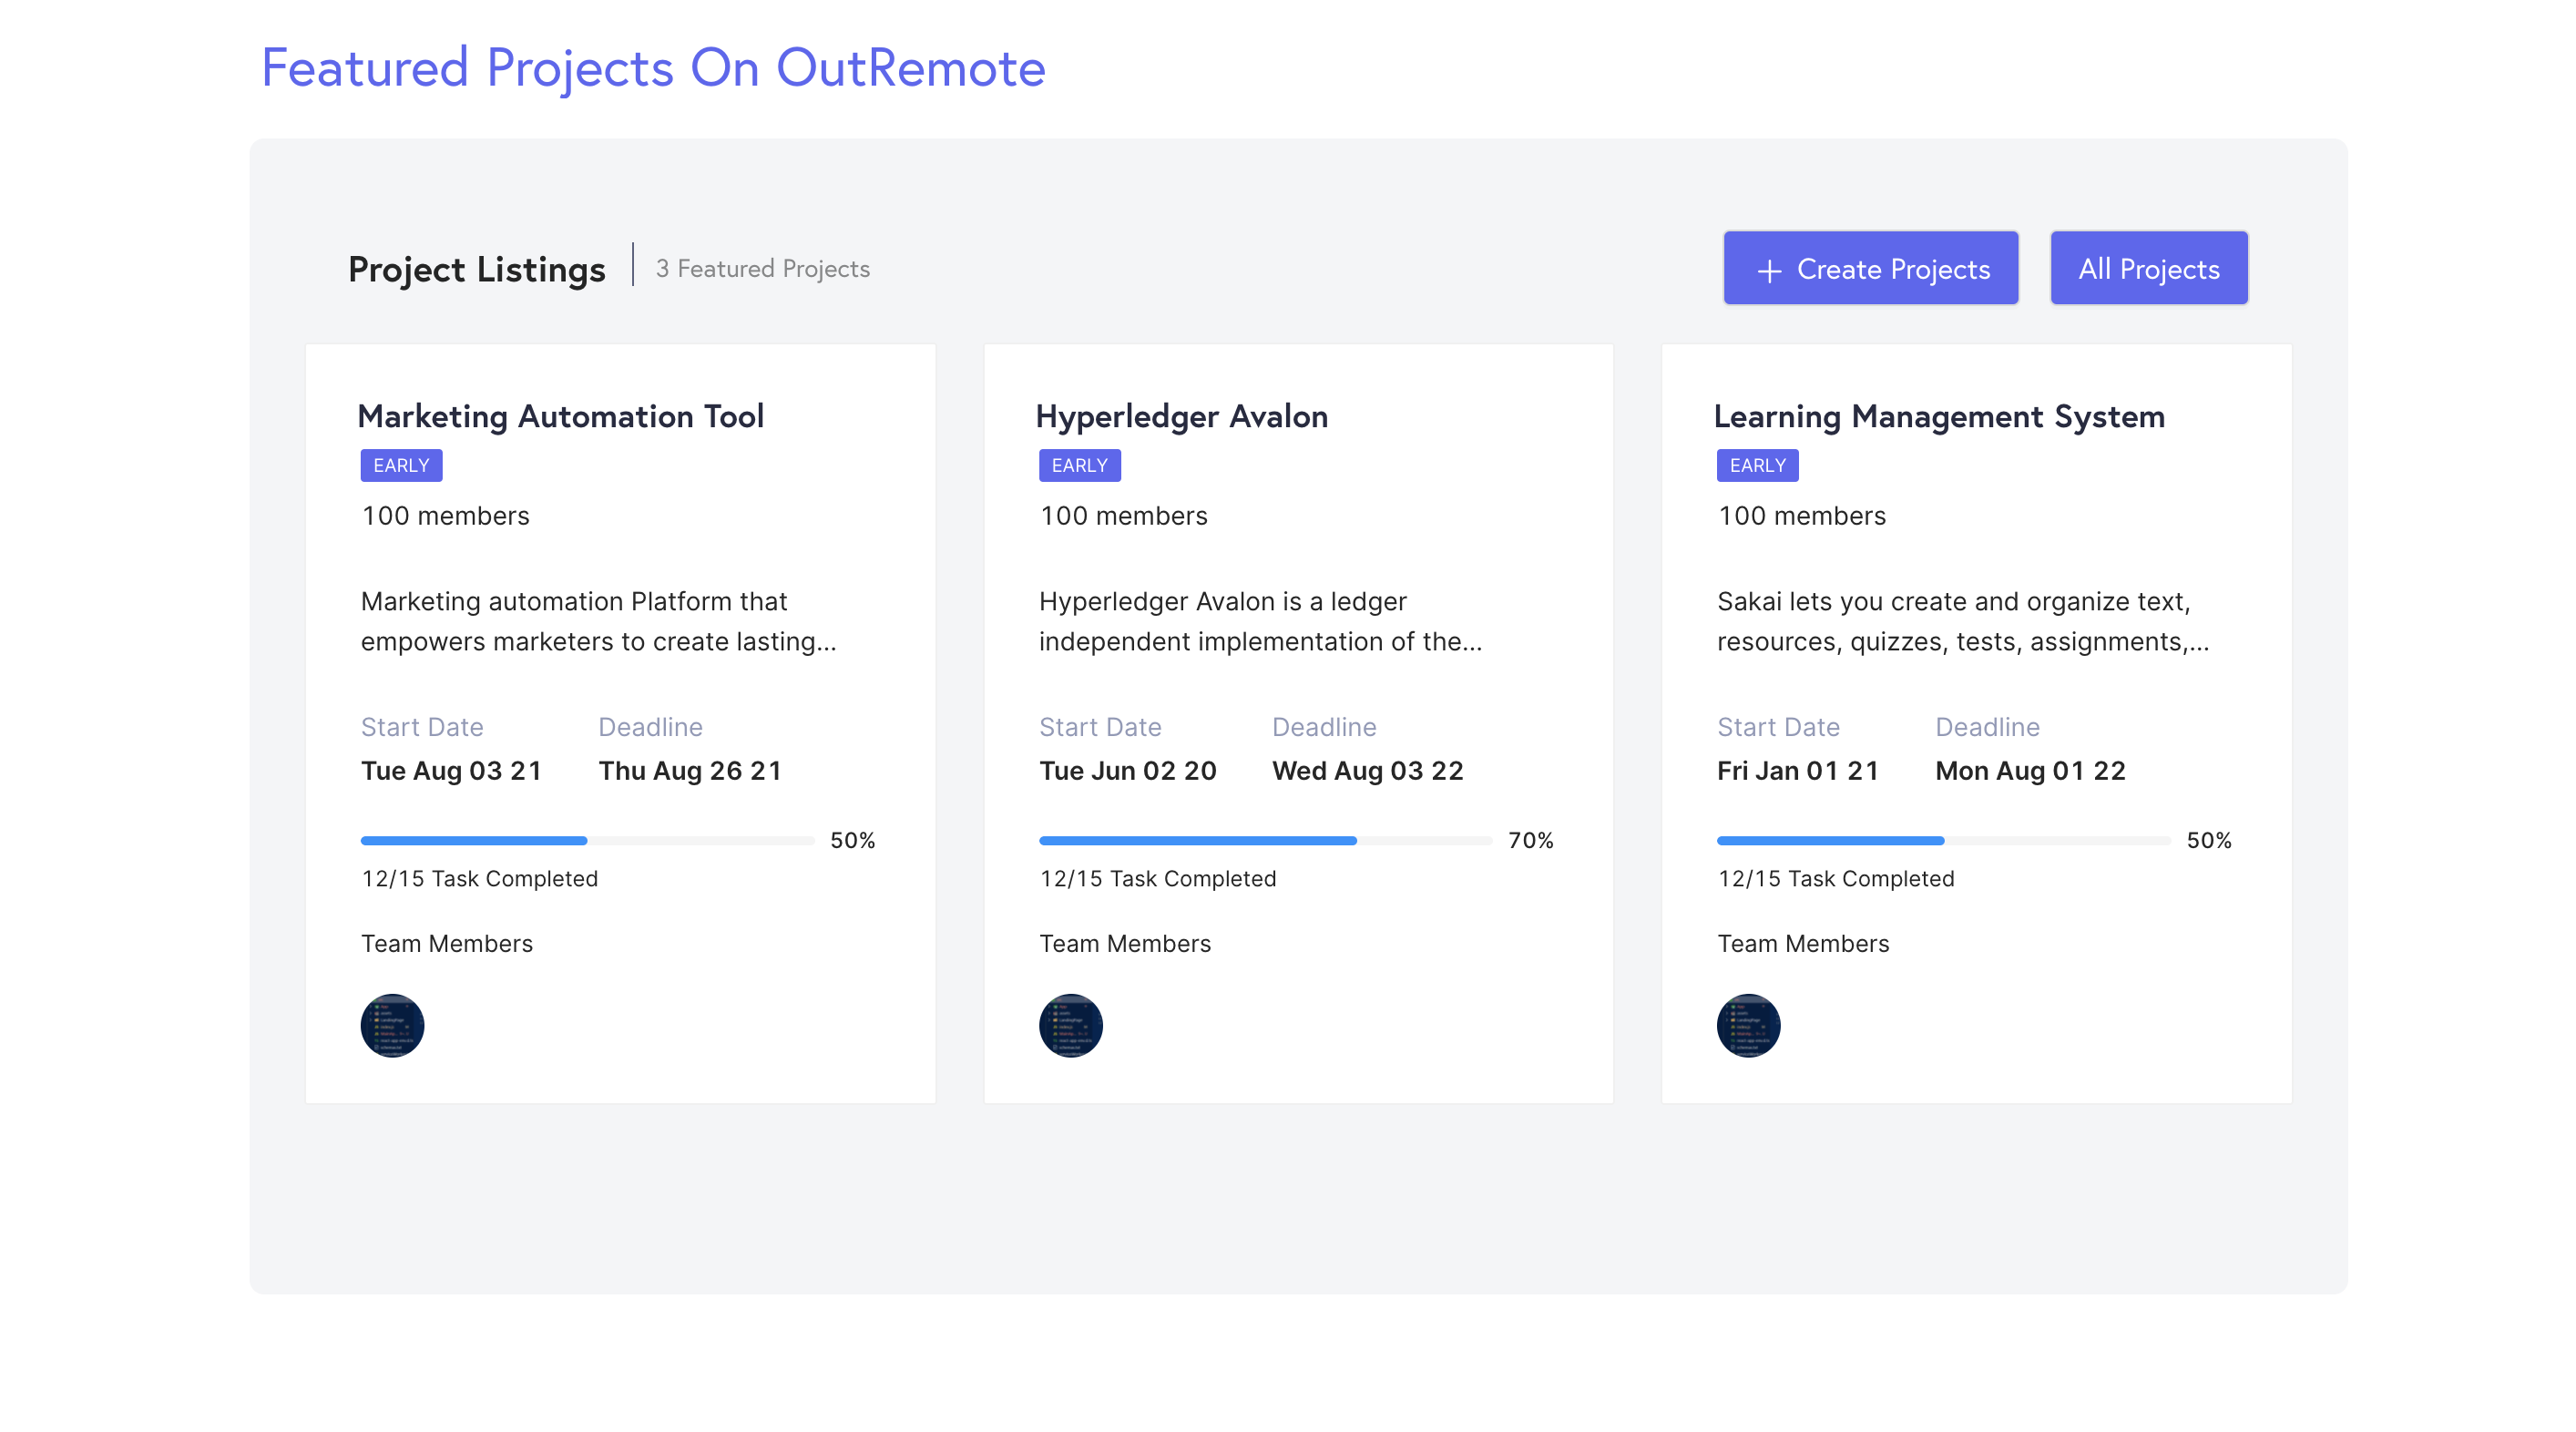 Featured Projects On OutRemote
Project Listings
3 Featured Projects
+ Create Projects
All Projects
Marketing Automation Tool
EARLY
100 members
Marketing automation Platform that
empowers marketers to create lasting...
Start Date
Deadline
Tue Aug 03 21
Thu Aug 26 21
50%
12/15 Task Completed
Team Members
Hyperledger Avalon
EARLY
100 members
Hyperledger Avalon is a ledger
independent implementation of the...
Start Date
Deadline
Tue Jun 02 20
Wed Aug 03 22
70%
12/15 Task Completed
Team Members
Learning Management System
EARLY
100 members
Sakai lets you create and organize text,
resources, quizzes, tests, assignments,...
Start Date
Deadline
Fri Jan 01 21
Mon Aug 01 22
50%
12/15 Task Completed
Team Members